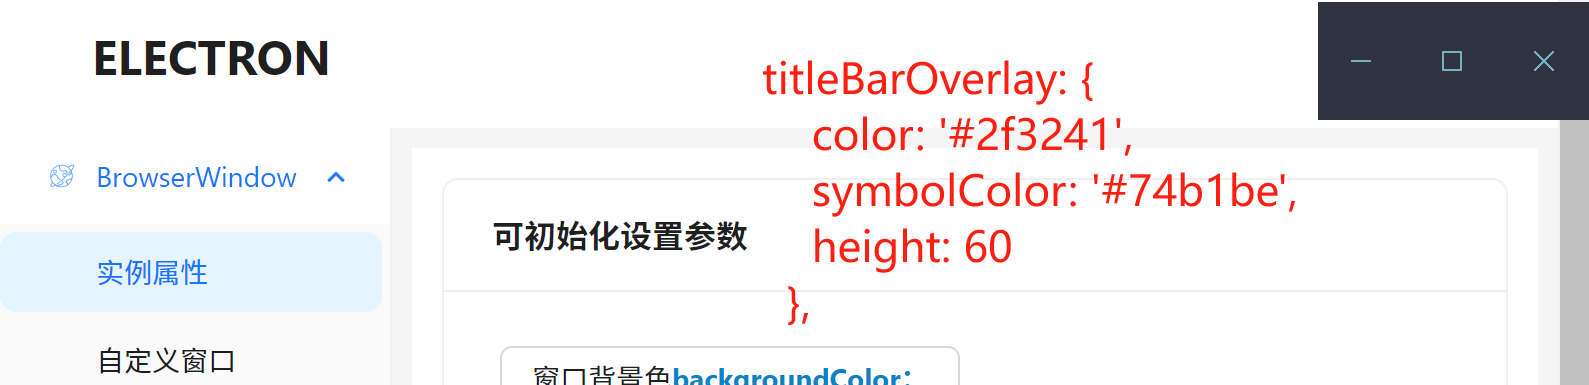 ELECTRON
titleBarOverlay: {
color: '#2f3241',
symbolColor: '#74b1be',
height: 60
},
BrowserWindow
实例属性
自定义窗口
可初始化设置参数
窗口背景色backgroundColor: